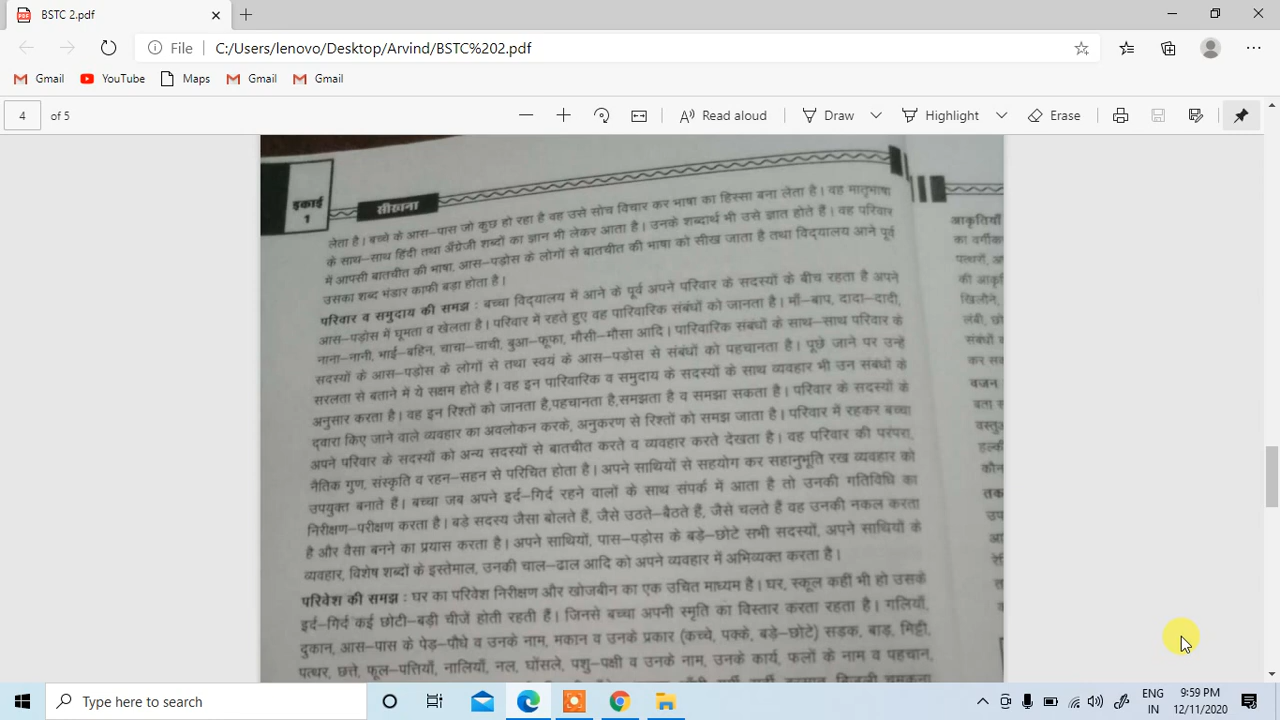 BSTC 2.pdf
File C:/Users/lenovo/Desktop/Arvind/BSTC%202.pdf
Gmail YouTube Maps Gmail Gmail
4 of 5 Read aloud Draw Highlight Erase
इकाई
1
सीखना
लेता है। बच्चे के आस-पास जो कुछ हो रहा है वह उसे सोच विचार कर भाषा का हिस्सा बना लेता है। वह मातृभाषा
के साथ-साथ हिंदी तथा अँग्रेजी शब्दों का ज्ञान भी लेकर आता है। उनके शब्दार्थ भी उसे ज्ञात होते हैं। वह परिवार
में आपसी बातचीत की भाषा, आस-पड़ोस के लोगों से बातचीत की भाषा को सीख जाता है तथा विद्यालय आने पूर्व
उसका शब्द भंडार काफी बड़ा होता है।
परिवार व समुदाय की समझ : बच्चा विद्यालय में आने के पूर्व अपने परिवार के सदस्यों के बीच रहता है अपने
आस-पड़ोस में घूमता व खेलता है। परिवार में रहते हुए वह पारिवारिक संबंधों को जानता है। माँ-बाप, दादा-दादी,
नाना-नानी, भाई-बहिन, चाचा-चाची, बुआ-फूफा, मौसी-मौसा आदि। पारिवारिक संबंधों के साथ-साथ परिवार के
सदस्यों के आस-पड़ोस के लोगों से तथा स्वयं के आस-पड़ोस से संबंधों को पहचानता है। पूछे जाने पर उन्हें
सरलता से बताने में ये सक्षम होते हैं। वह इन पारिवारिक व समुदाय के सदस्यों के साथ व्यवहार भी उन संबंधों के
अनुसार करता है। वह इन रिश्तों को जानता है,पहचानता है,समझता है व समझा सकता है। परिवार के सदस्यों के
द्वारा किए जाने वाले व्यवहार का अवलोकन करके, अनुकरण से रिश्तों को समझ जाता है। परिवार में रहकर बच्चा
अपने परिवार के सदस्यों को अन्य सदस्यों से बातचीत करते व व्यवहार करते देखता है। वह परिवार की परंपरा,
नैतिक गुण, संस्कृति व रहन-सहन से परिचित होता है। अपने साथियों से सहयोग कर सहानुभूति रख व्यवहार को
उपयुक्त बनाते हैं। बच्चा जब अपने इर्द-गिर्द रहने वालों के साथ संपर्क में आता है तो उनकी गतिविधि का
निरीक्षण-परीक्षण करता है। बड़े सदस्य जैसा बोलते हैं, जैसे उठते-बैठते हैं, जैसे चलते हैं वह उनकी नकल करता
है और वैसा बनने का प्रयास करता है। अपने साथियों, पास-पड़ोस के बड़े-छोटे सभी सदस्यों, अपने साथियों के
व्यवहार, विशेष शब्दों के इस्तेमाल, उनकी चाल-ढाल आदि को अपने व्यवहार में अभिव्यक्त करता है।
परिवेश की समझ : घर का परिवेश निरीक्षण और खोजबीन का एक उचित माध्यम है। घर, स्कूल कहीं भी हो उसके
इर्द-गिर्द कई छोटी-बड़ी चीजें होती रहती हैं। जिनसे बच्चा अपनी स्मृति का विस्तार करता रहता है। गलियाँ,
दुकान, आस-पास के पेड़-पौधे व उनके नाम, मकान व उनके प्रकार (कच्चे, पक्के, बड़े-छोटे) सड़क, बाड़, मिट्टी,
पत्थर, छत्ते, फूल-पत्तियाँ, नालियाँ, नल, घोंसले, पशु-पक्षी व उनके नाम, उनके कार्य, फलों के नाम व पहचान,
आकृतियाँ
का वर्गीक
पत्थरों,
की आकृ
खिलौने,
संबंधों
कर स
वजन
बता स
वस्तु
हल्की
कौन
तक
उप
Type here to search
ENG 9:59 PM
IN 12/11/2020